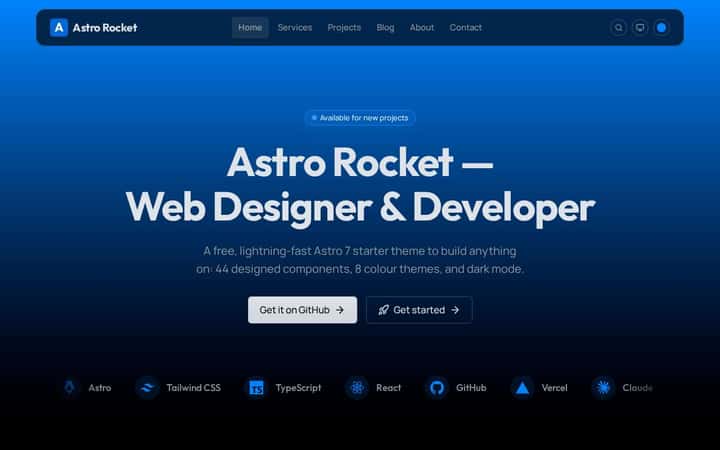 A Astro Rocket
Home Services Projects Blog About Contact
Available for new projects
Astro Rocket —
Web Designer & Developer
A free, lightning-fast Astro 7 starter theme to build anything
on: 44 designed components, 8 colour themes, and dark mode.
Get it on GitHub → Get started →
Astro Tailwind CSS TS TypeScript React GitHub Vercel Claude